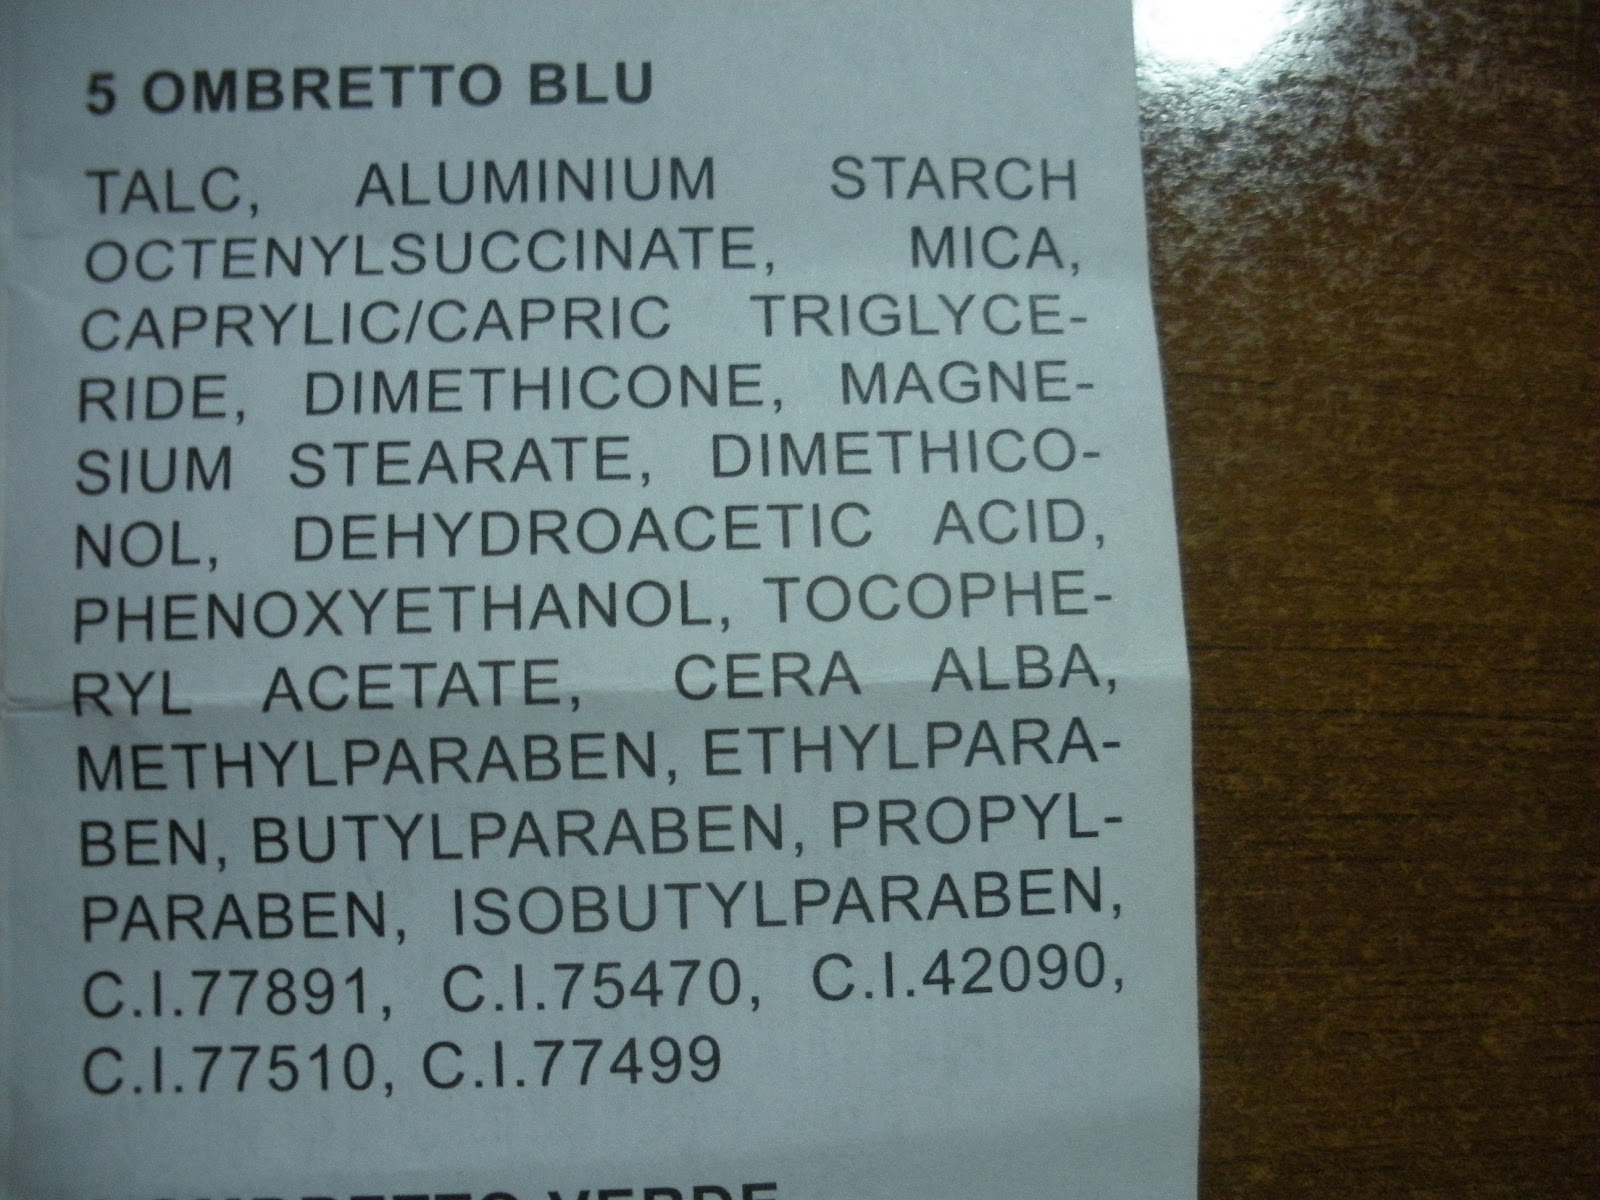 5 OMBRETTO BLU
TALC, ALUMINIUM STARCH
OCTENYLSUCCINATE, MICA,
CAPRYLIC/CAPRIC TRIGLYCE-
RIDE, DIMETHICONE, MAGNE-
SIUM STEARATE, DIMETHICO-
NOL, DEHYDROACETIC ACID,
PHENOXYETHANOL, TOCOPHE-
RYL ACETATE, CERA ALBA,
METHYLPARABEN, ETHYLPARA-
BEN, BUTYLPARABEN, PROPYL-
PARABEN, ISOBUTYLPARABEN,
C.I.77891, C.I.75470, C.I.42090,
C.I.77510, C.I.77499
OMBRETTO VERDE